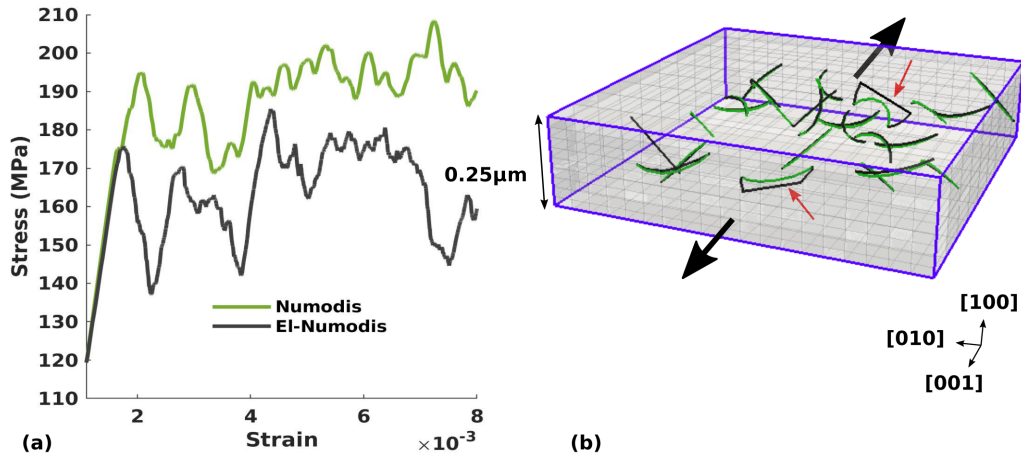 210
200
190
180
170
160
150
140
130
120
110
Stress (MPa)
2
4
6
8
Strain
×10⁻³
Numodis
El-Numodis
(a)
0.25μm
[100]
[010]
[001]
(b)